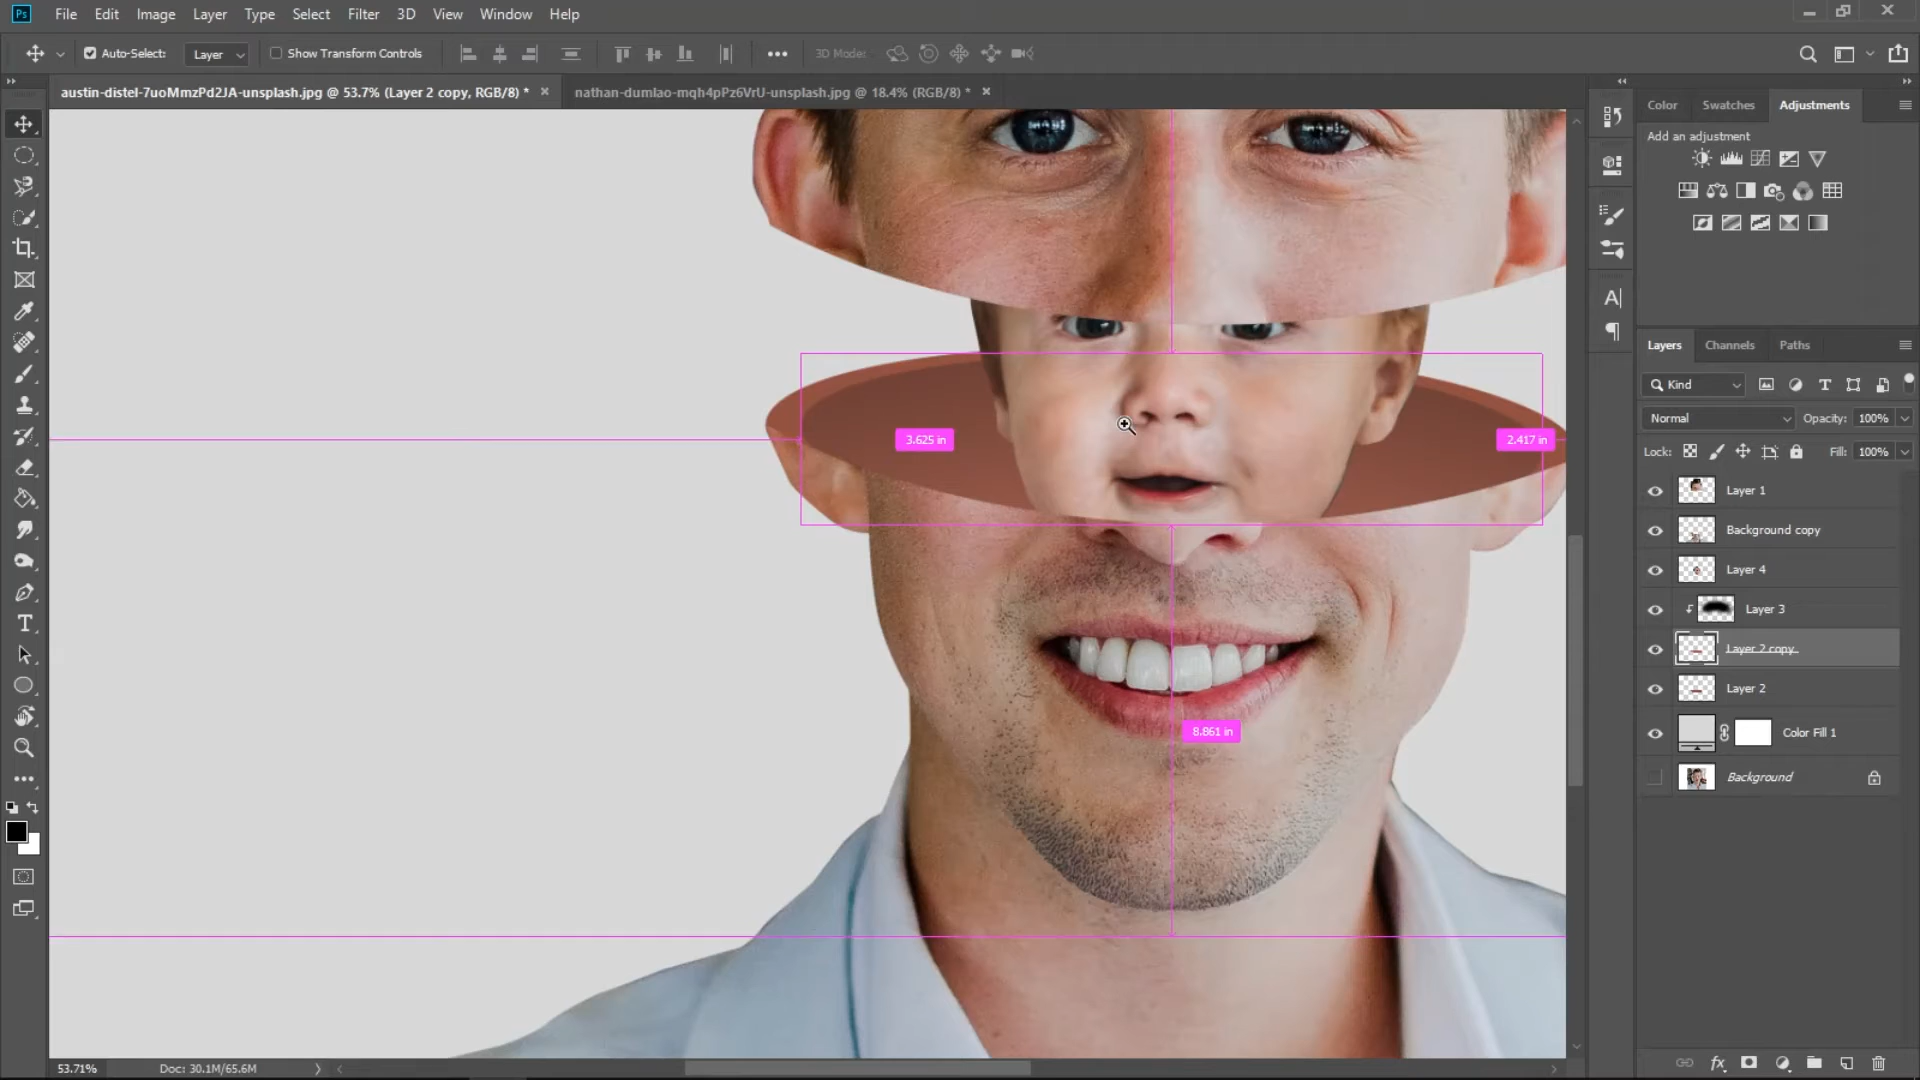 Ps File Edit Image Layer Type Select Filter 3D View Window Help
Auto-Select: Layer Show Transform Controls 3D Mode:
austin-distel-7uoMmzPd2JA-unsplash.jpg @ 53.7% (Layer 2 copy, RGB/8) * nathan-dumlao-mqh4pPz6VrU-unsplash.jpg @ 18.4% (RGB/8) *
Color Swatches Adjustments
Add an adjustment
Layers Channels Paths
Kind
Normal Opacity: 100%
Lock: Fill: 100%
Layer 1
Background copy
Layer 4
Layer 3
Layer 2 copy
Layer 2
Color Fill 1
Background
3.625 in
2.417 in
8.861 in
53.71% Doc: 30.1M/65.6M